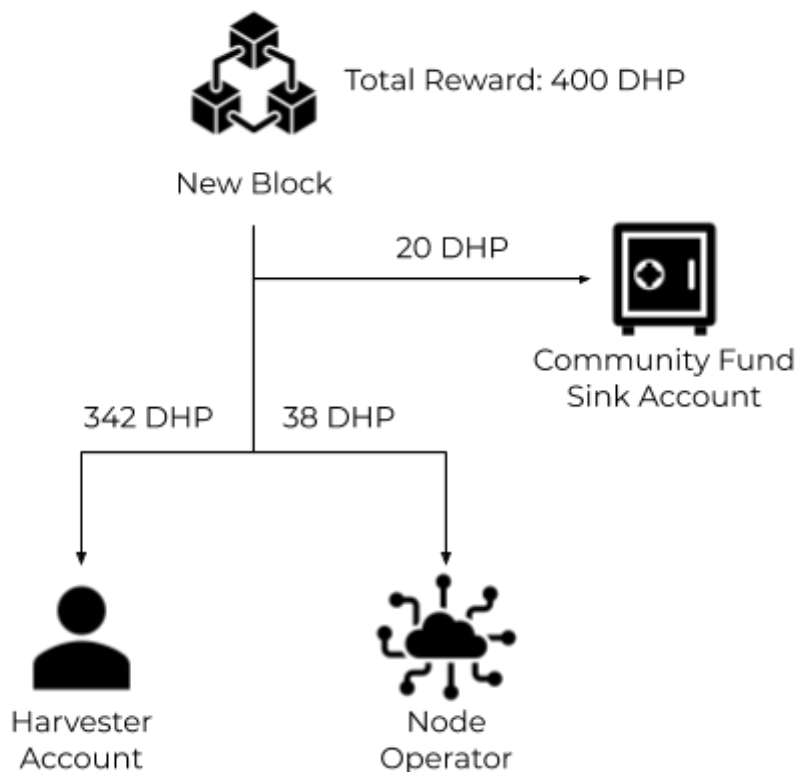 Total Reward: 400 DHP
New Block
20 DHP
Community Fund
Sink Account
342 DHP
38 DHP
Harvester
Account
Node
Operator